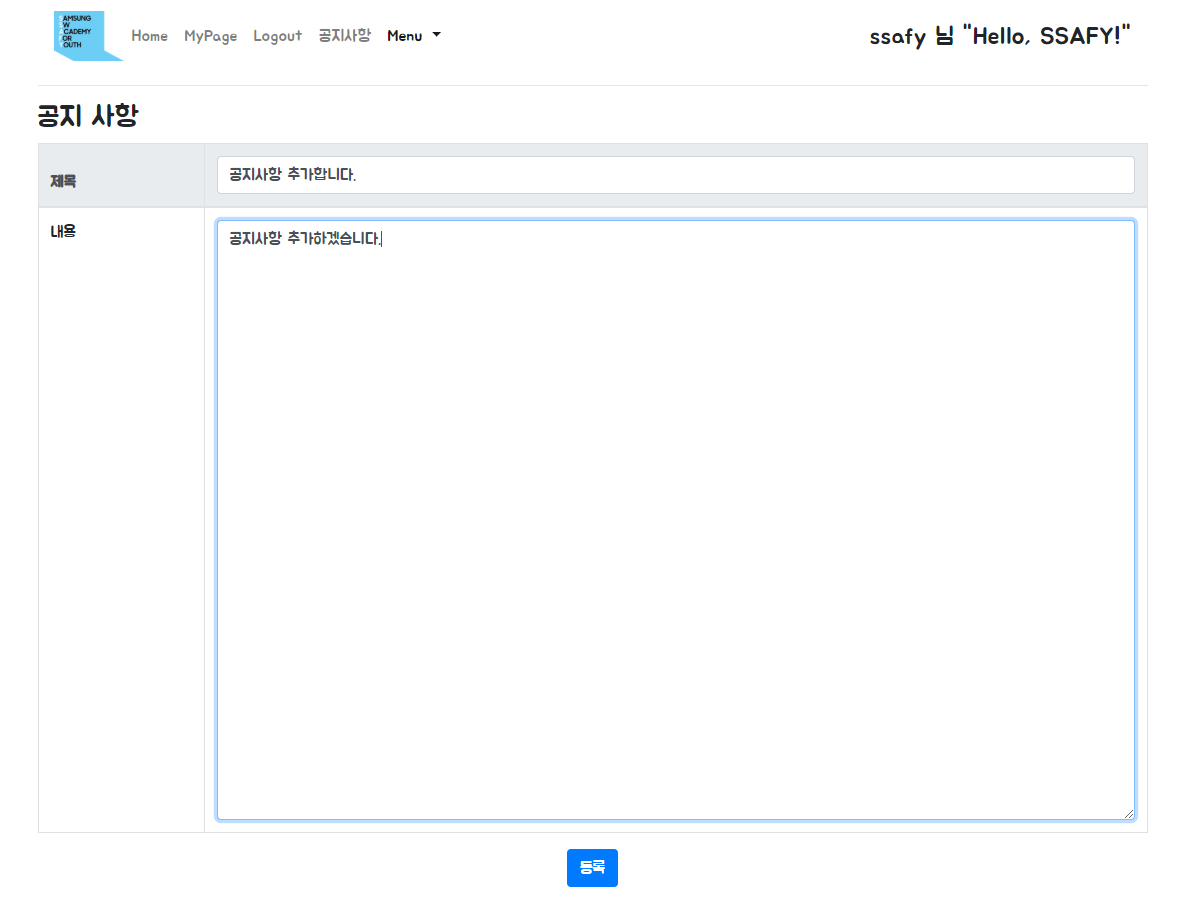 SAMSUNG
SW
ACADEMY
FOR
YOUTH
Home MyPage Logout 공지사항 Menu
ssafy 님 "Hello, SSAFY!"
공지 사항
제목 공지사항 추가합니다.
내용 공지사항 추가하겠습니다.
등록